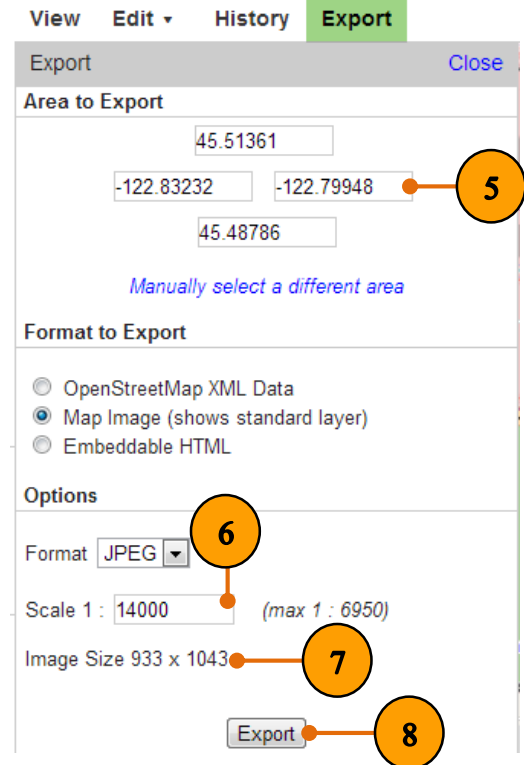 View Edit ▾ History Export
Export Close
Area to Export
45.51361
-122.83232 -122.79948
5
45.48786
Manually select a different area
Format to Export
OpenStreetMap XML Data
Map Image (shows standard layer)
Embeddable HTML
Options
6
Format JPEG
Scale 1 : 14000 (max 1 : 6950)
Image Size 933 x 1043
7
Export
8